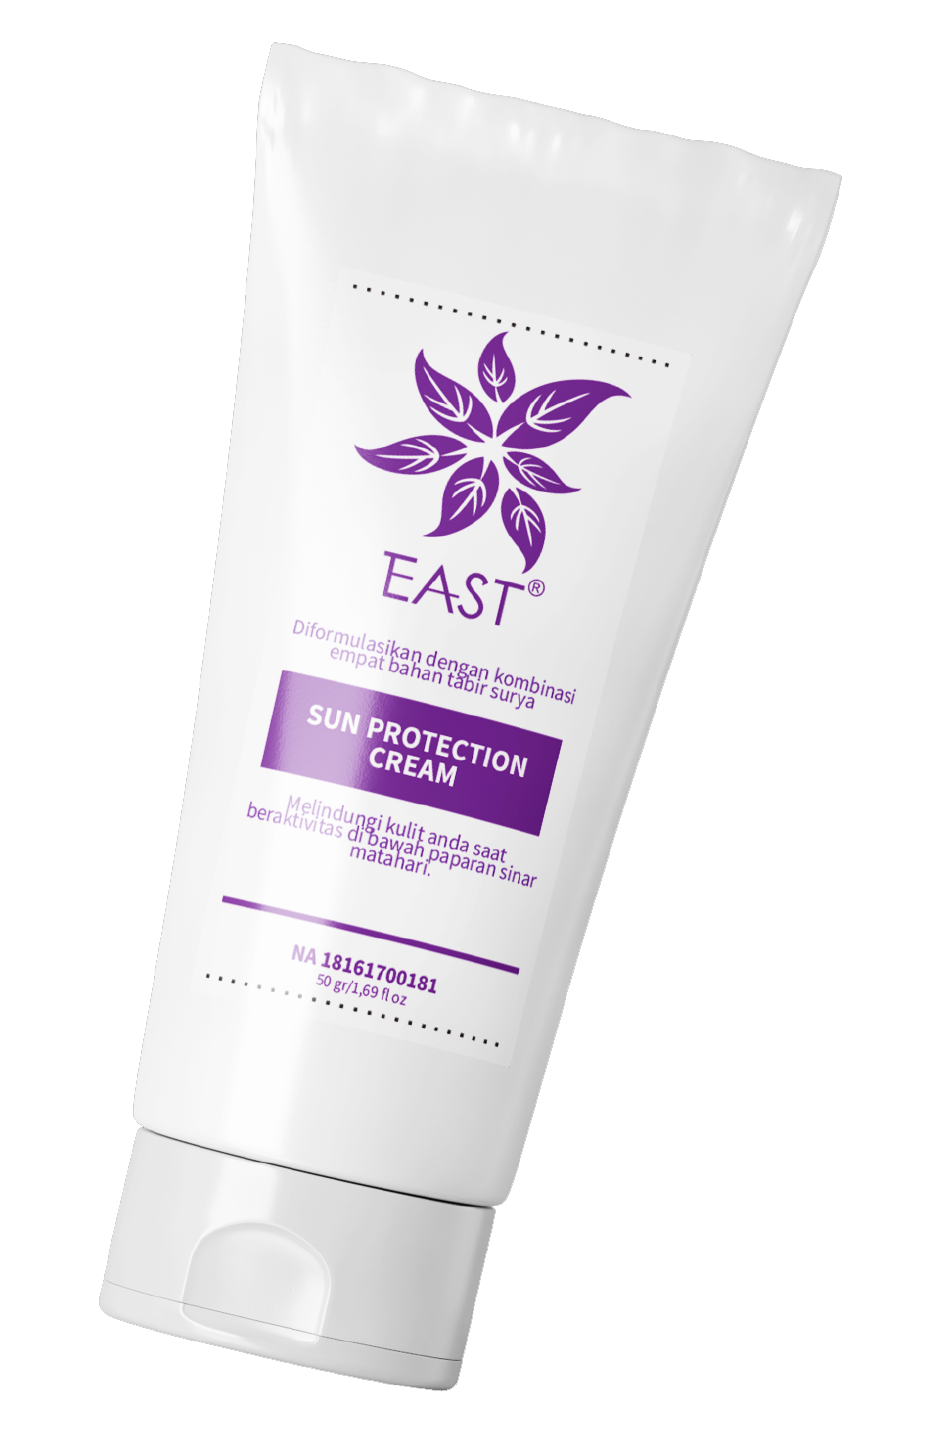 EAST®
Diformulasikan dengan kombinasi
empat bahan tabir surya
SUN PROTECTION
CREAM
Melindungi kulit anda saat
beraktivitas di bawah paparan sinar
matahari.
NA 18161700181
50 gr/1,69 fl oz